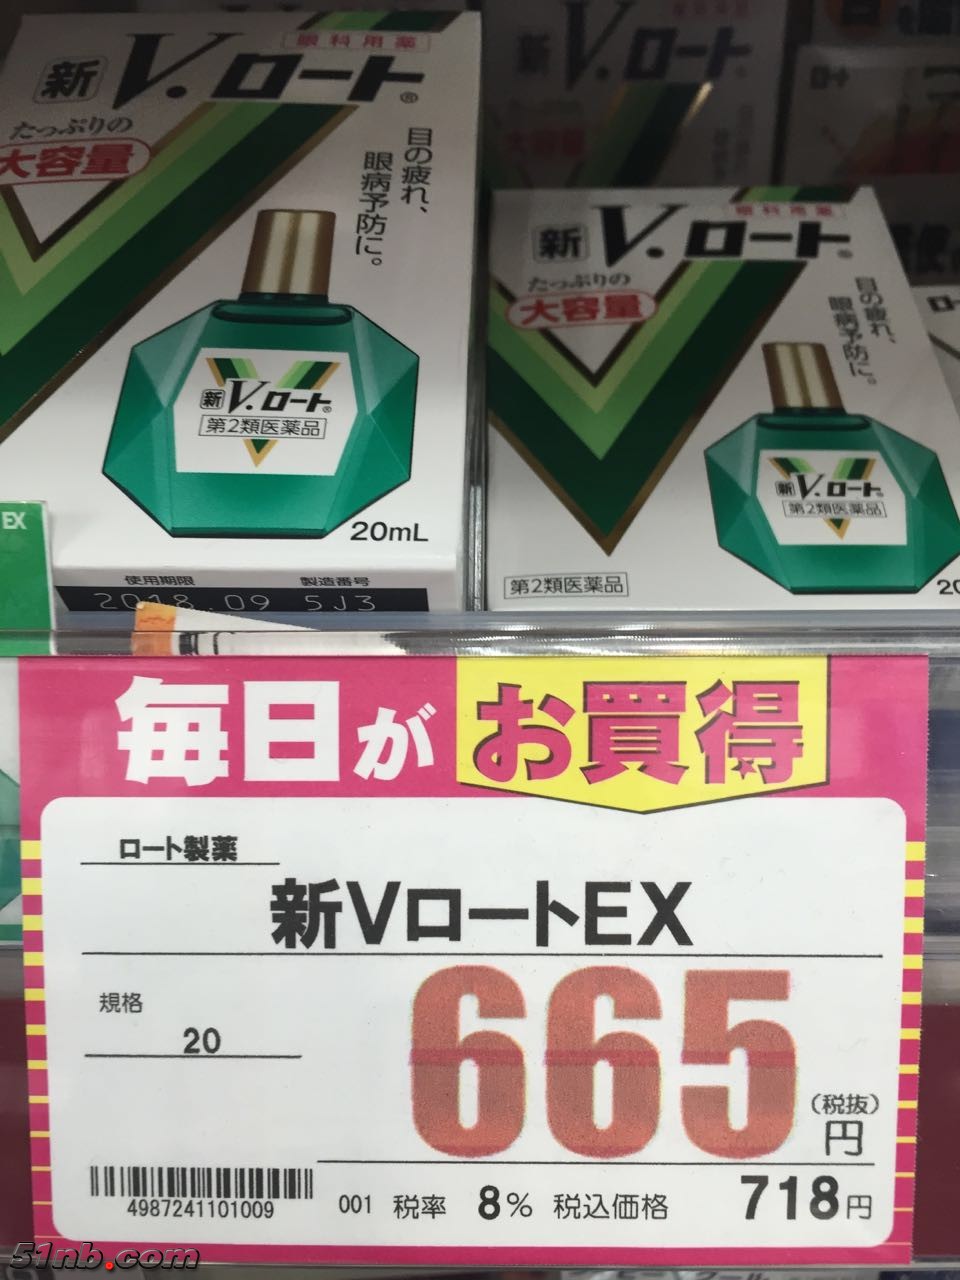 眼科用薬
新V.ロート®
たっぷりの
大容量
目の疲れ、
眼病予防に。
新V.ロート®
第2類医薬品
20mL
使用期限 製造番号
2018.09 5J3
EX
眼科用薬
新V.ロート®
たっぷりの
大容量
目の疲れ、
眼病予防に。
新V.ロート®
第2類医薬品
第2類医薬品
毎日がお買得
ロート製薬
新VロートEX
規格
20
665
(税抜)
円
4987241101009
001 税率 8% 税込価格 718円
51nb.com